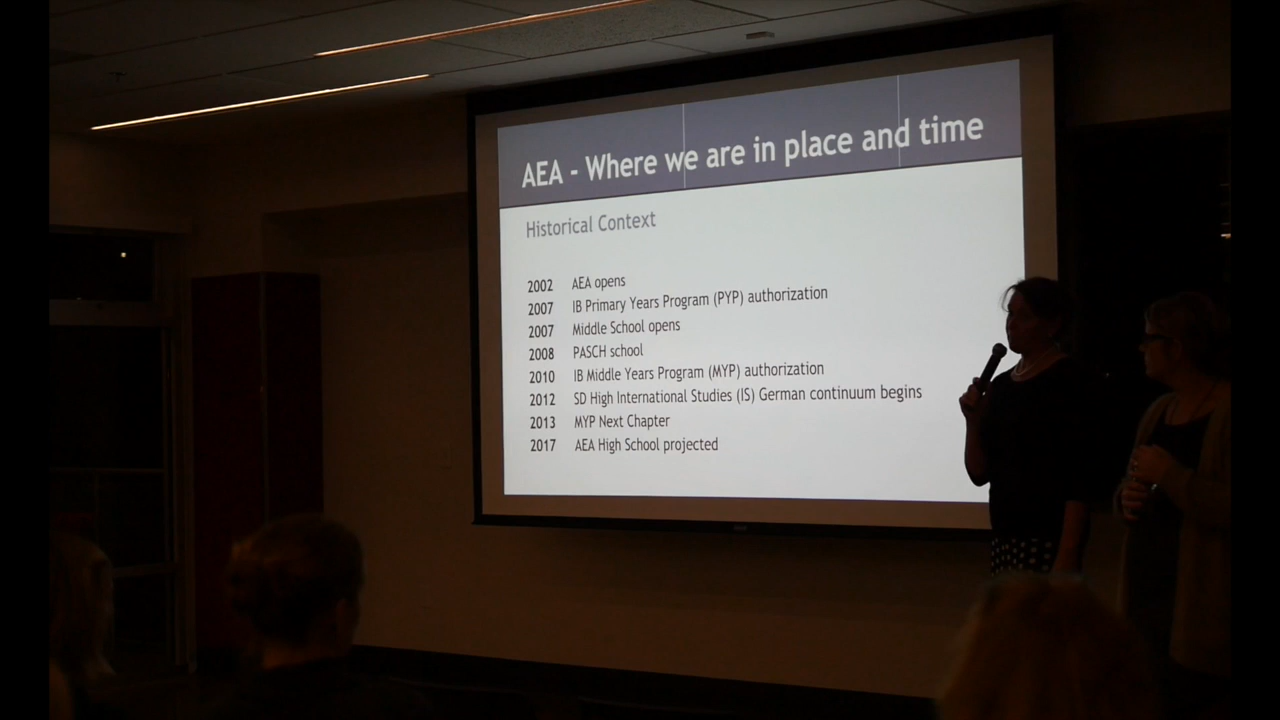 AEA - Where we are in place and time
Historical Context
2002 AEA opens
2007 IB Primary Years Program (PYP) authorization
2007 Middle School opens
2008 PASCH school
2010 IB Middle Years Program (MYP) authorization
2012 SD High International Studies (IS) German continuum begins
2013 MYP Next Chapter
2017 AEA High School projected